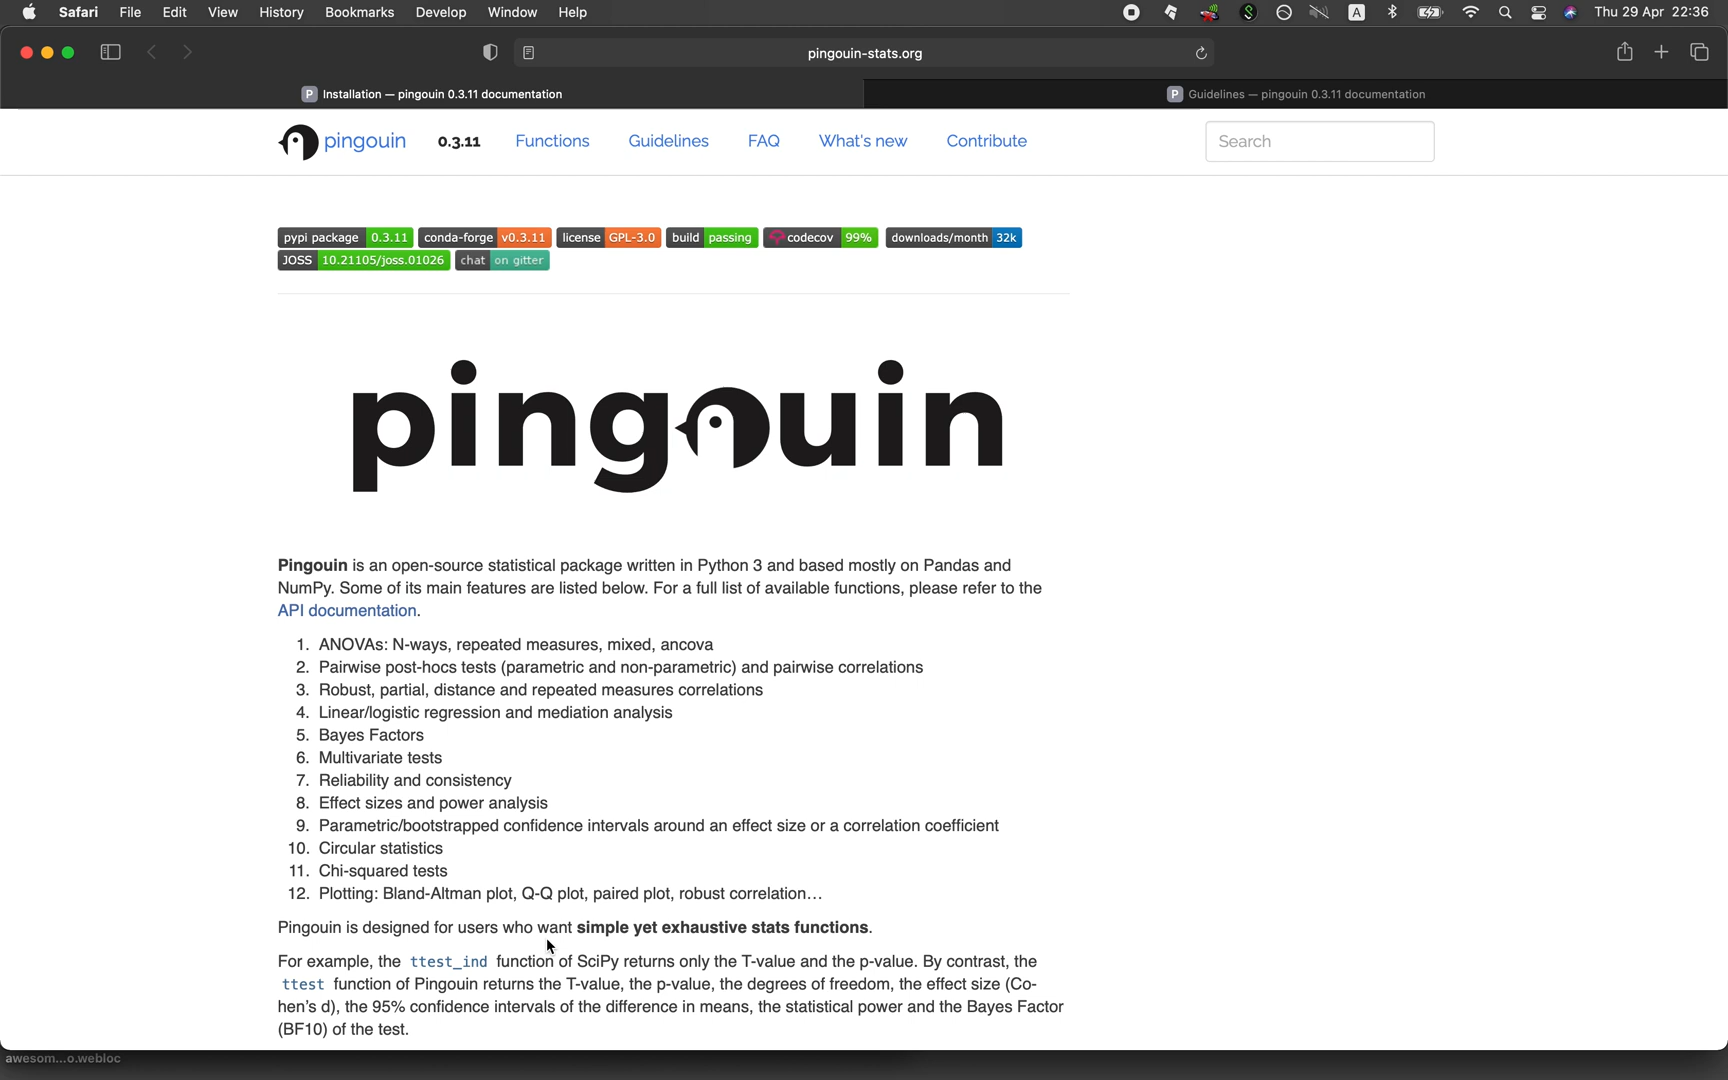 Safari File Edit View History Bookmarks Develop Window Help A Thu 29 Apr 22:36
pingouin-stats.org
P Installation — pingouin 0.3.11 documentation
P Guidelines — pingouin 0.3.11 documentation
pingouin 0.3.11 Functions Guidelines FAQ What's new Contribute Search
pypi package 0.3.11 conda-forge v0.3.11 license GPL-3.0 build passing codecov 99% downloads/month 32k
JOSS 10.21105/joss.01026 chat on gitter
pingouin
Pingouin is an open-source statistical package written in Python 3 and based mostly on Pandas and
NumPy. Some of its main features are listed below. For a full list of available functions, please refer to the
API documentation.
1. ANOVAs: N-ways, repeated measures, mixed, ancova
2. Pairwise post-hocs tests (parametric and non-parametric) and pairwise correlations
3. Robust, partial, distance and repeated measures correlations
4. Linear/logistic regression and mediation analysis
5. Bayes Factors
6. Multivariate tests
7. Reliability and consistency
8. Effect sizes and power analysis
9. Parametric/bootstrapped confidence intervals around an effect size or a correlation coefficient
10. Circular statistics
11. Chi-squared tests
12. Plotting: Bland-Altman plot, Q-Q plot, paired plot, robust correlation…
Pingouin is designed for users who want simple yet exhaustive stats functions.
For example, the ttest_ind function of SciPy returns only the T-value and the p-value. By contrast, the
ttest function of Pingouin returns the T-value, the p-value, the degrees of freedom, the effect size (Co-
hen's d), the 95% confidence intervals of the difference in means, the statistical power and the Bayes Factor
(BF10) of the test.
awesom...o.webloc